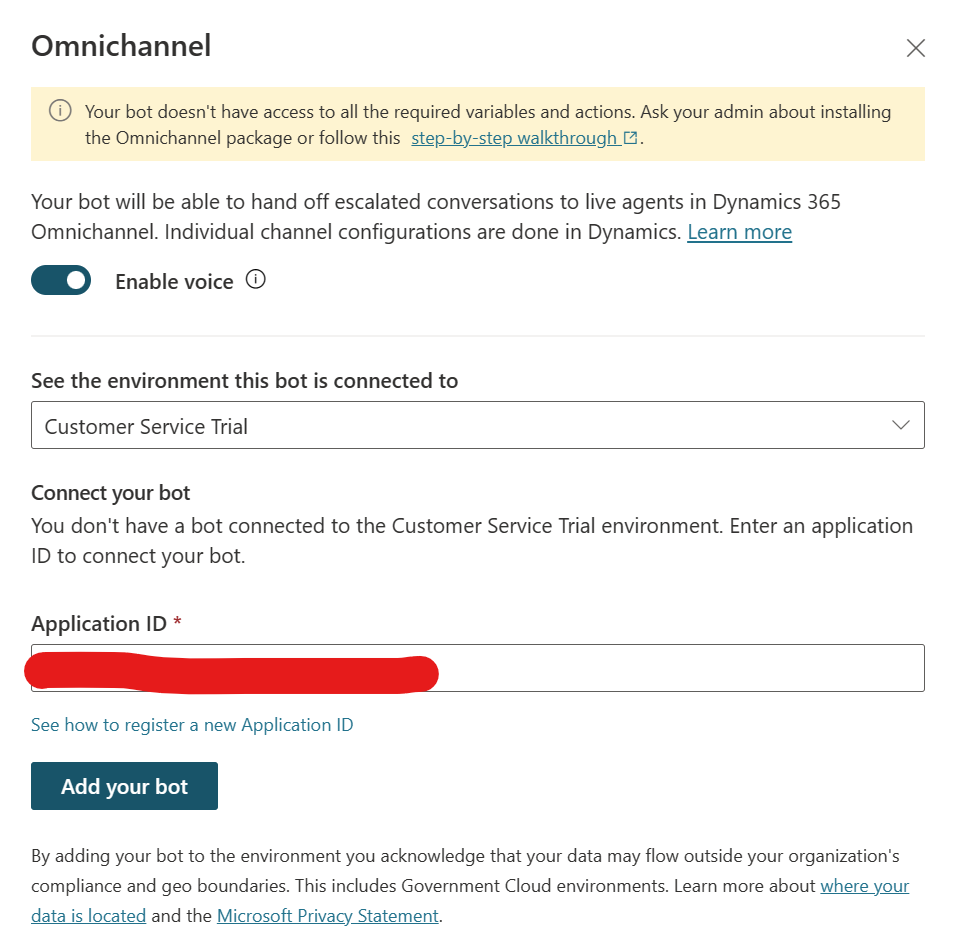 Omnichannel
Your bot doesn't have access to all the required variables and actions. Ask your admin about installing
the Omnichannel package or follow this step-by-step walkthrough.
Your bot will be able to hand off escalated conversations to live agents in Dynamics 365
Omnichannel. Individual channel configurations are done in Dynamics. Learn more
Enable voice
See the environment this bot is connected to
Customer Service Trial
Connect your bot
You don't have a bot connected to the Customer Service Trial environment. Enter an application
ID to connect your bot.
Application ID *
See how to register a new Application ID
Add your bot
By adding your bot to the environment you acknowledge that your data may flow outside your organization's
compliance and geo boundaries. This includes Government Cloud environments. Learn more about where your
data is located and the Microsoft Privacy Statement.